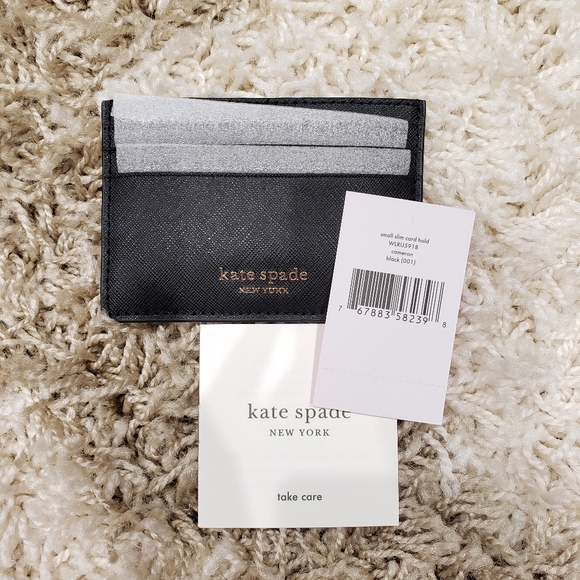 kate spade
NEW YORK
small slim card hold
WLRU5918
cameron
black (001)
7 67883 58239 8
kate spade
NEW YORK
take care